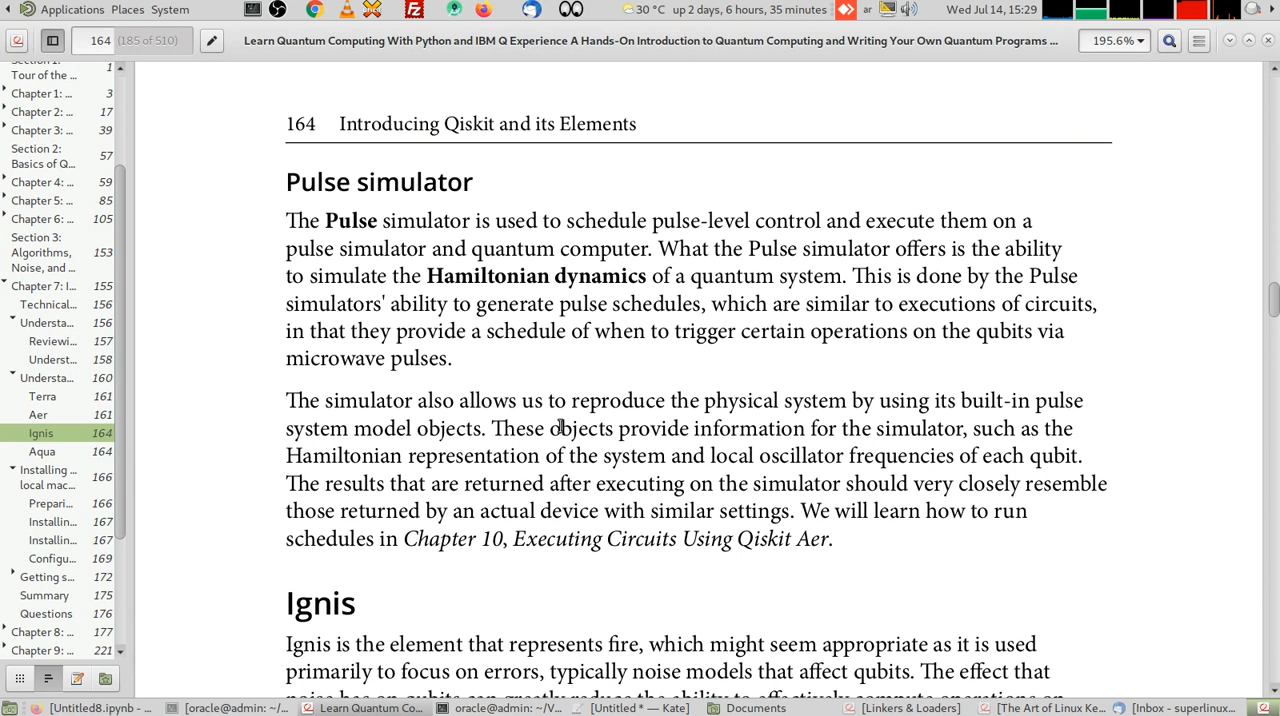 Applications Places System 30 °C up 2 days, 6 hours, 35 minutes ar Wed Jul 14, 15:29
164 (185 of 510) Learn Quantum Computing With Python and IBM Q Experience A Hands-On Introduction to Quantum Computing and Writing Your Own Quantum Programs ... 195.6%
Section 1:
Tour of the ... 1
Chapter 1: ... 3
Chapter 2: ... 17
Chapter 3: ... 39
Section 2:
Basics of Q... 57
Chapter 4: ... 59
Chapter 5: ... 85
Chapter 6: ... 105
Section 3:
Algorithms,
Noise, and ... 153
Chapter 7: I... 155
Technical... 156
Understa... 156
Reviewi... 157
Underst... 158
Understa... 160
Terra 161
Aer 161
Ignis 164
Aqua 164
Installing ...
local mac... 166
Prepari... 166
Installin... 167
Installin... 167
Configu... 169
Getting s... 172
Summary 175
Questions 176
Chapter 8: ... 177
Chapter 9: ... 221
164 Introducing Qiskit and its Elements
Pulse simulator
The Pulse simulator is used to schedule pulse-level control and execute them on a
pulse simulator and quantum computer. What the Pulse simulator offers is the ability
to simulate the Hamiltonian dynamics of a quantum system. This is done by the Pulse
simulators' ability to generate pulse schedules, which are similar to executions of circuits,
in that they provide a schedule of when to trigger certain operations on the qubits via
microwave pulses.
The simulator also allows us to reproduce the physical system by using its built-in pulse
system model objects. These objects provide information for the simulator, such as the
Hamiltonian representation of the system and local oscillator frequencies of each qubit.
The results that are returned after executing on the simulator should very closely resemble
those returned by an actual device with similar settings. We will learn how to run
schedules in Chapter 10, Executing Circuits Using Qiskit Aer.
Ignis
Ignis is the element that represents fire, which might seem appropriate as it is used
primarily to focus on errors, typically noise models that affect qubits. The effect that
noise has on qubits can greatly reduce the ability to effectively compute operations on
[Untitled8.ipynb - ... [oracle@admin: ~/... Learn Quantum Co... oracle@admin:~/V... [Untitled * — Kate] Documents [Linkers & Loaders] [The Art of Linux Ke... [Inbox - superlinux...